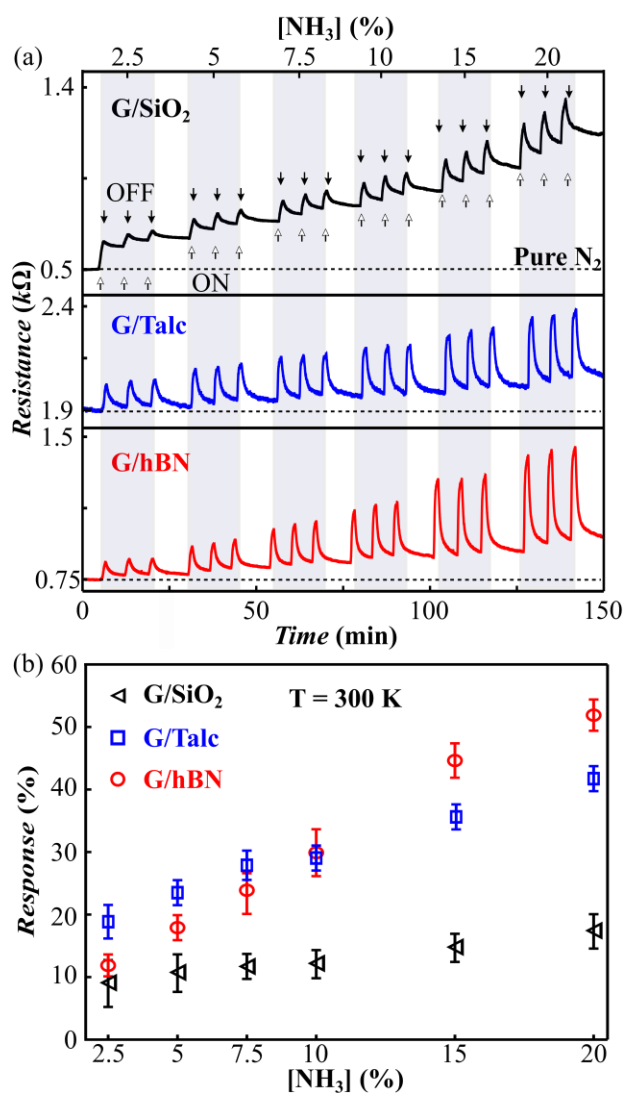 [NH₃] (%)
2.5 5 7.5 10 15 20
(a)
1.4
G/SiO₂
OFF
ON
Pure N₂
0.5
Resistance (kΩ)
2.4
G/Talc
1.9
1.5
G/hBN
0.75
0 50 100 150
Time (min)
(b)
60
50
40
30
20
10
0
Response (%)
G/SiO₂
T = 300 K
G/Talc
G/hBN
2.5 5 7.5 10 15 20
[NH₃] (%)